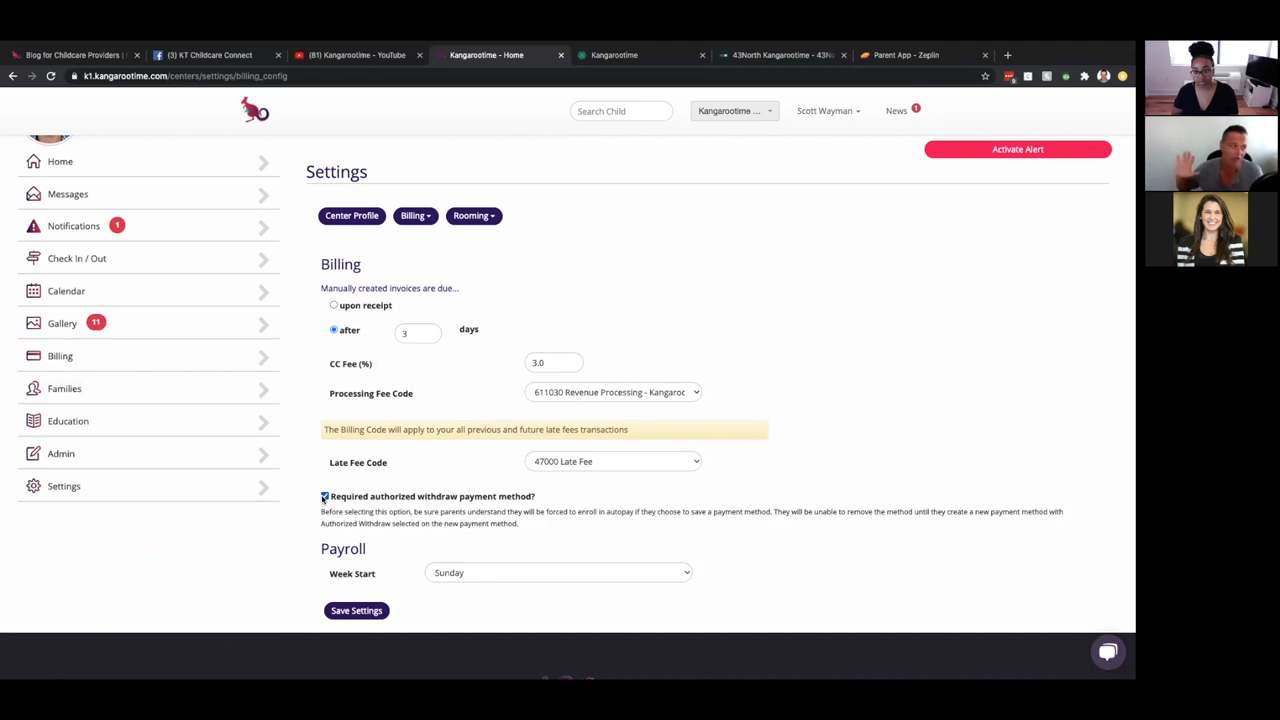 Blog for Childcare Providers |
(3) KT Childcare Connect
(81) Kangarootime - YouTube
Kangarootime - Home
Kangarootime
43North Kangarootime - 43No
Parent App - Zeplin
k1.kangarootime.com/centers/settings/billing_config
Search Child
Kangarootime ...
Scott Wayman
News 1
Activate Alert
Home
Messages
Notifications 1
Check In / Out
Calendar
Gallery 11
Billing
Families
Education
Admin
Settings
Settings
Center Profile
Billing
Rooming
Billing
Manually created invoices are due...
upon receipt
after 3 days
CC Fee (%) 3.0
Processing Fee Code 611030 Revenue Processing - Kangaroc
The Billing Code will apply to your all previous and future late fees transactions
Late Fee Code 47000 Late Fee
Required authorized withdraw payment method?
Before selecting this option, be sure parents understand they will be forced to enroll in autopay if they choose to save a payment method. They will be unable to remove the method until they create a new payment method with
Authorized Withdraw selected on the new payment method.
Payroll
Week Start Sunday
Save Settings